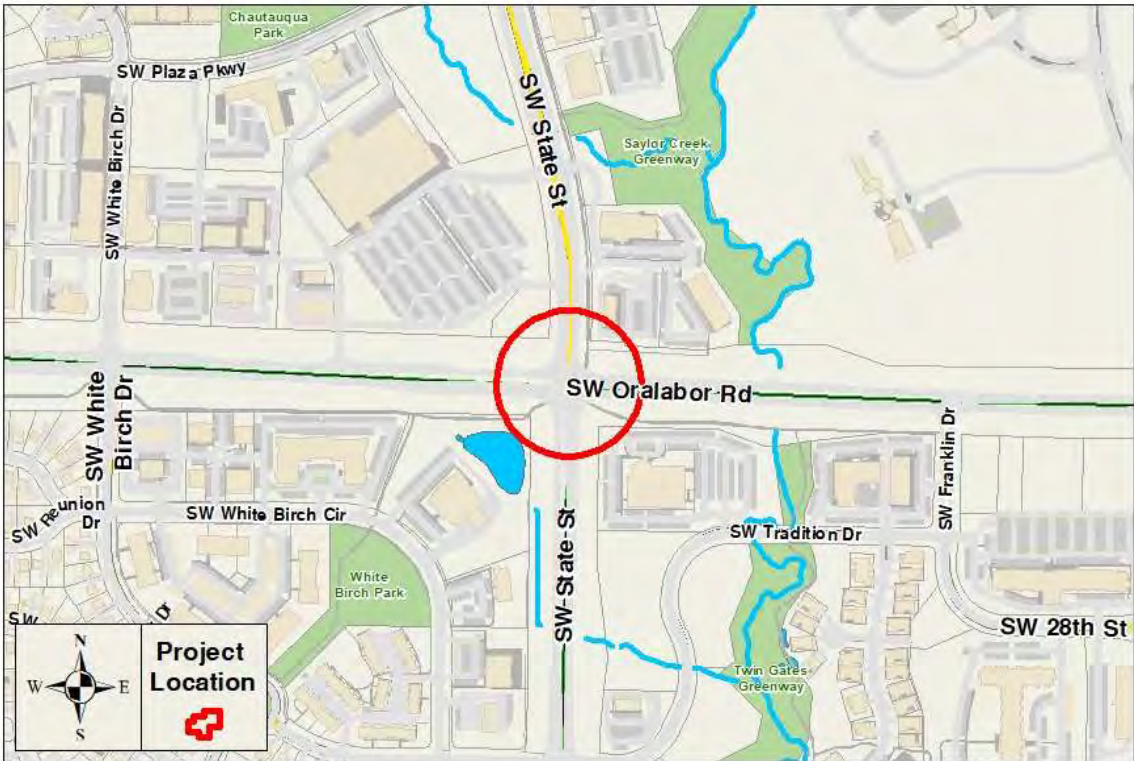 Chautauqua
Park
SW Plaza Pkwy
SW White Birch Dr
SW State St
Saylor Creek
Greenway
SW Oralabor Rd
SW White
Birch Dr
SW Franklin Dr
SW Reunion
Dr
SW White Birch Cir
SW Tradition Dr
White
Birch Park
SW State St
SW 28th St
Twin Gates
Greenway
Dr
SW
N
W E
S
Project
Location